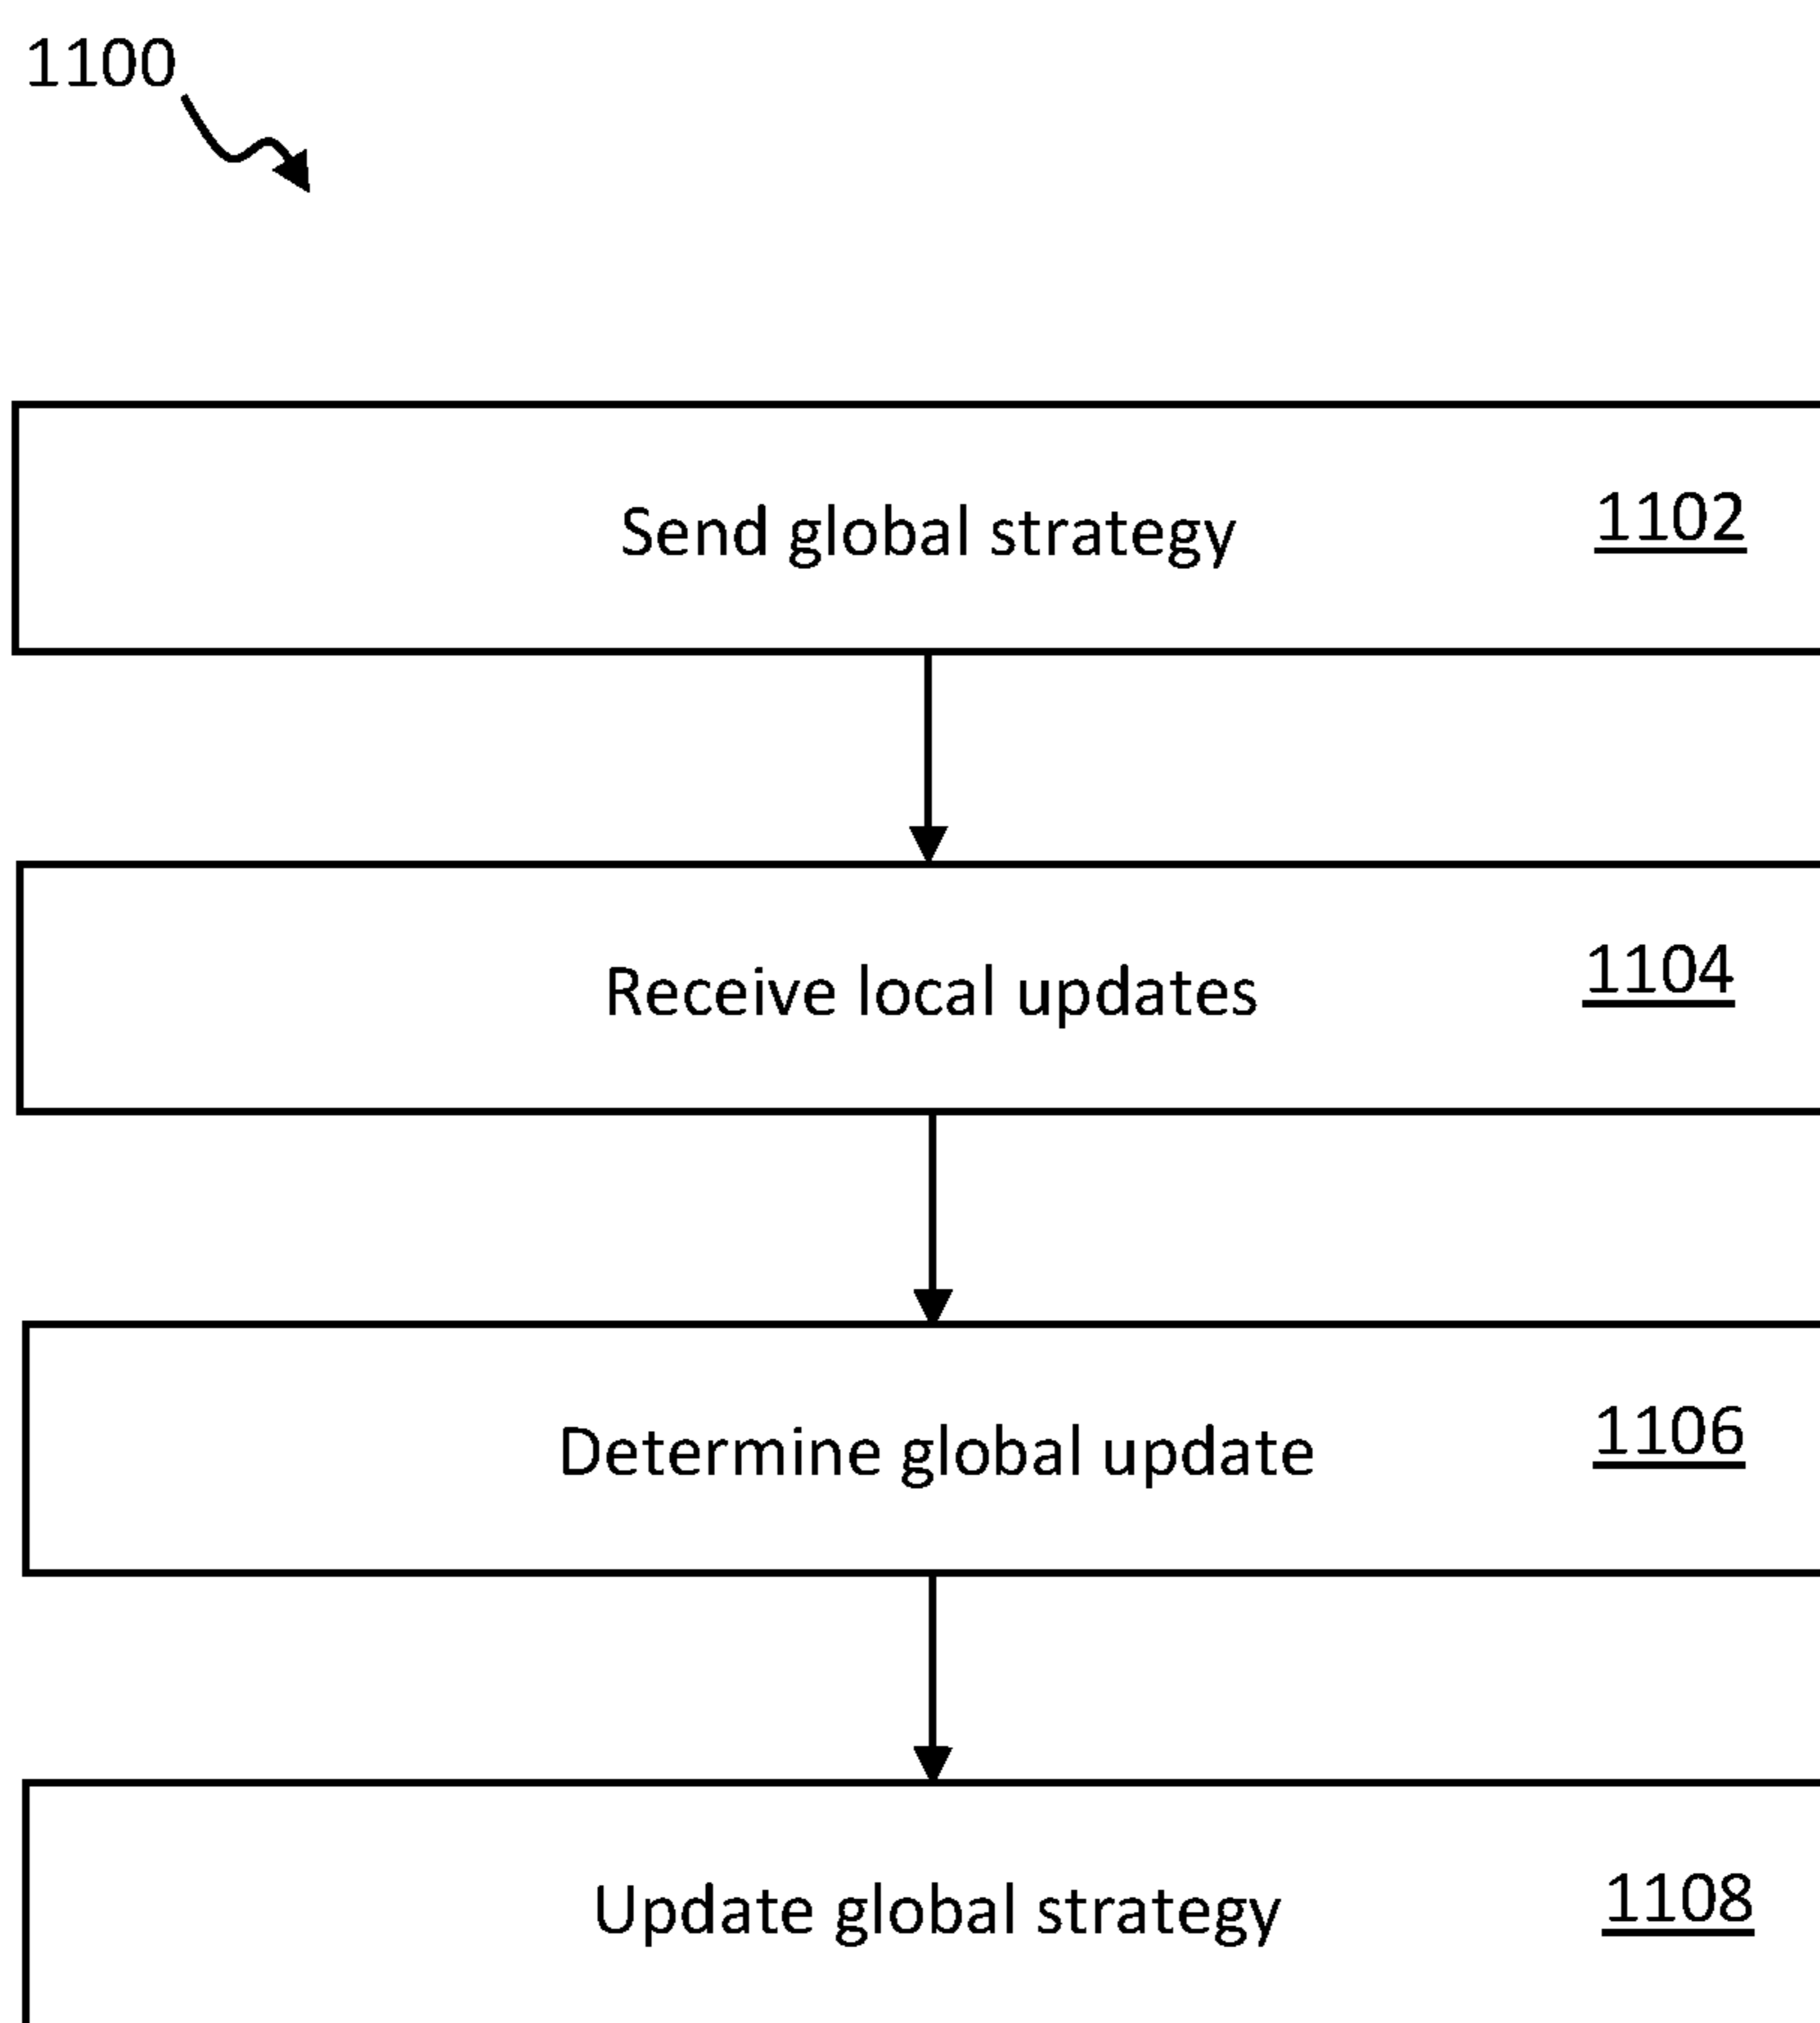 1100
Send global strategy 1102
Receive local updates 1104
Determine global update 1106
Update global strategy 1108